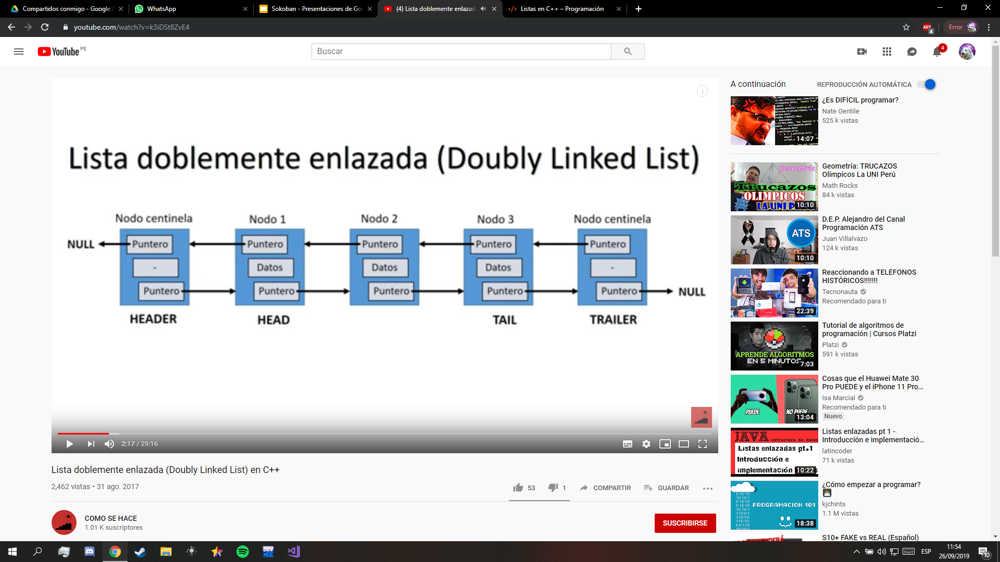 Compartidos conmigo - Google
WhatsApp
Sokoban - Presentaciones de Go
(4) Lista doblemente enlazad
Listas en C++ – Programación
youtube.com/watch?v=k3iDSt8ZvE4
ABP
4
Error
YouTube PE
Buscar
4
Lista doblemente enlazada (Doubly Linked List)
Nodo centinela Nodo 1 Nodo 2 Nodo 3 Nodo centinela
NULL Puntero Puntero Puntero Puntero Puntero
- Datos Datos Datos -
Puntero Puntero Puntero Puntero Puntero NULL
HEADER HEAD TAIL TRAILER
2:17 / 29:16
Lista doblemente enlazada (Doubly Linked List) en C++
2,462 vistas • 31 ago. 2017
53 1 COMPARTIR GUARDAR
COMO SE HACE
1.01 K suscriptores
SUSCRIBIRSE
A continuación
REPRODUCCIÓN AUTOMÁTICA
14:07
¿Es DIFÍCIL programar?
Nate Gentile
525 k vistas
Geometría
Trucazos
OLIMPICOS
LA UNI
10:10
Geometría: TRUCAZOS
Olímpicos La UNI Perú
Math Rocks
84 k vistas
ATS
10:10
D.E.P. Alejandro del Canal
Programación ATS
Juan Villalvazo
124 k vistas
22:39
Reaccionando a TELÉFONOS
HISTÓRICOS!!!!!!!
Tecnonauta
Recomendado para ti
APRENDE ALGORITMOS
EN 5 MINUTOS
7:03
Tutorial de algoritmos de
programación | Cursos Platzi
Platzi
591 k vistas
PUEDE
NO PUEDE
13:04
Cosas que el Huawei Mate 30
Pro PUEDE y el iPhone 11 Pro...
Isa Marcial
Recomendado para ti
Nuevo
JAVA estructura de datos
Listas enlazadas pt.1
Introducción e
implementación
10:22
Listas enlazadas pt 1 -
Introducción e implementació...
latincoder
71 k vistas
PROGRAMACION 101
18:38
¿Cómo empezar a programar?
kjchints
1.1 M vistas
S10+ FAKE vs REAL (Español)
DEV
ESP
11:54
26/09/2019
10